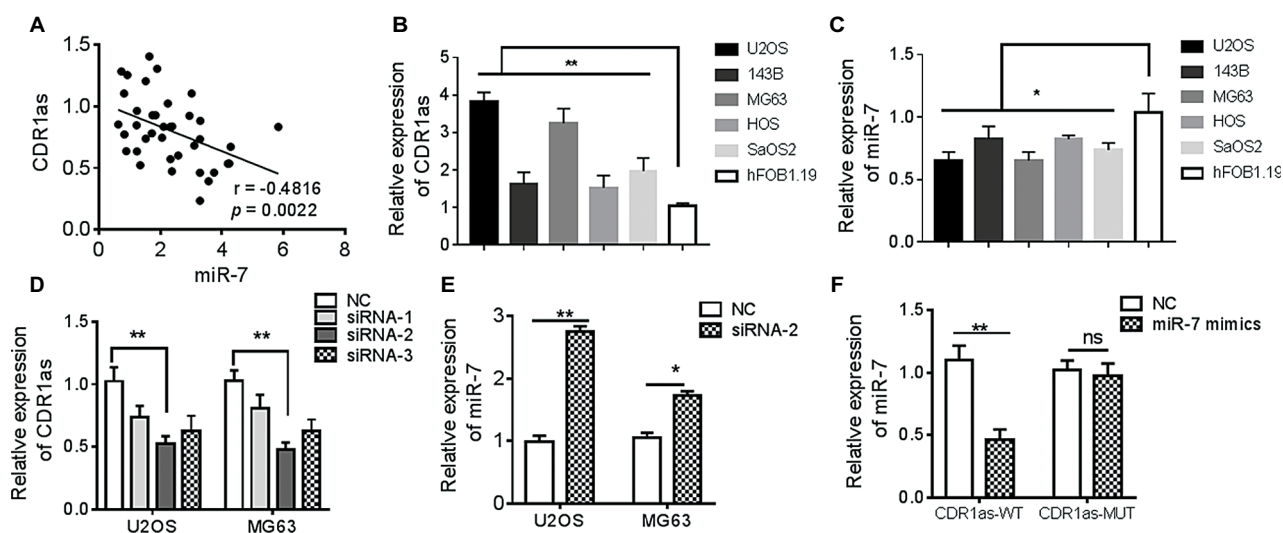 A
1.5
1.0
0.5
0.0
CDR1as
0 2 4 6 8
miR-7
r = -0.4816
p = 0.0022
B
5
4
3
2
1
0
Relative expression
of CDR1as
**
U2OS
143B
MG63
HOS
SaOS2
hFOB1.19
C
1.5
1.0
0.5
0.0
Relative expression
of miR-7
*
U2OS
143B
MG63
HOS
SaOS2
hFOB1.19
D
1.5
1.0
0.5
0.0
Relative expression
of CDR1as
** **
NC
siRNA-1
siRNA-2
siRNA-3
U2OS MG63
E
3
2
1
0
Relative expression
of miR-7
** *
NC
siRNA-2
U2OS MG63
F
1.5
1.0
0.5
0.0
Relative expression
of miR-7
** ns
NC
miR-7 mimics
CDR1as-WT CDR1as-MUT